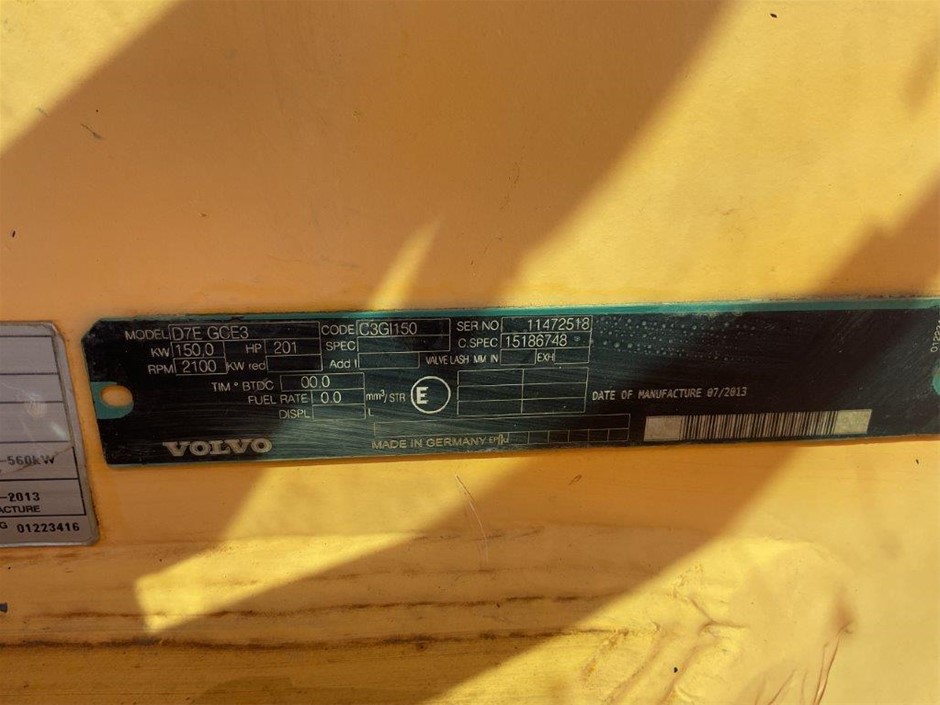 MODEL D7E GCE3 CODE C3GI150 SER NO 11472518
KW 150.0 HP 201 SPEC C.SPEC 15186748
RPM 2100 KW red Add I VALVE LASH MM IN EXH
TIM ° BTDC 00.0
FUEL RATE 0.0 mm³/STR E
DISPL L
DATE OF MANUFACTURE 07/2013
VOLVO MADE IN GERMANY
-560kW
-2013
ACTURE
G 01223416